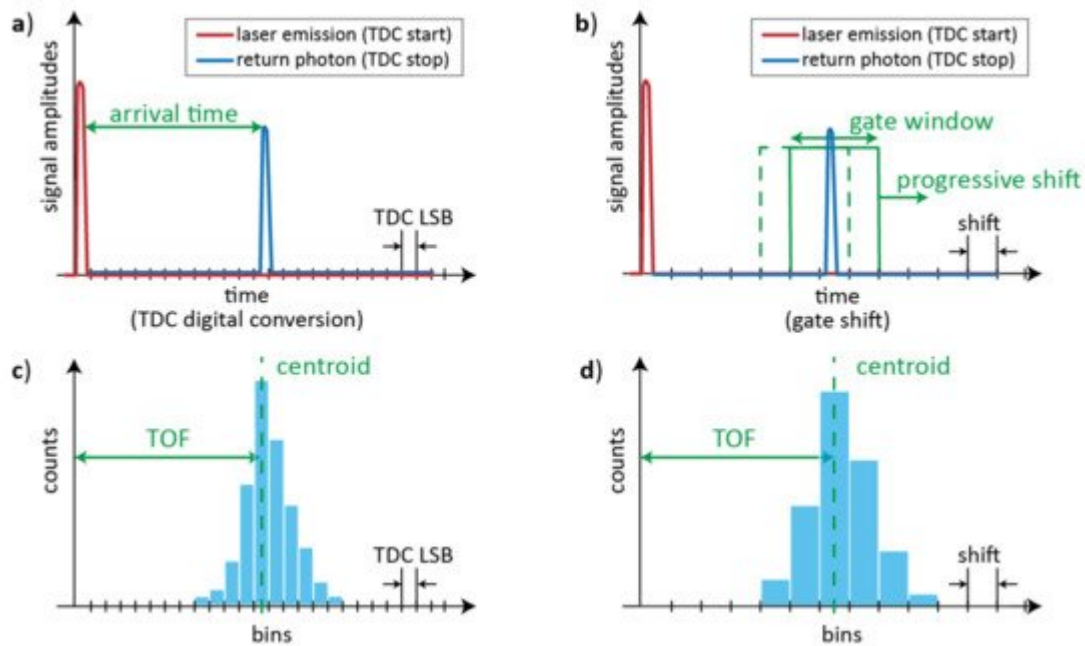 a)
laser emission (TDC start)
return photon (TDC stop)
signal amplitudes
arrival time
TDC LSB
time
(TDC digital conversion)
b)
laser emission (TDC start)
return photon (TDC stop)
signal amplitudes
gate window
progressive shift
shift
time
(gate shift)
c)
centroid
counts
TOF
TDC LSB
bins
d)
centroid
counts
TOF
shift
bins